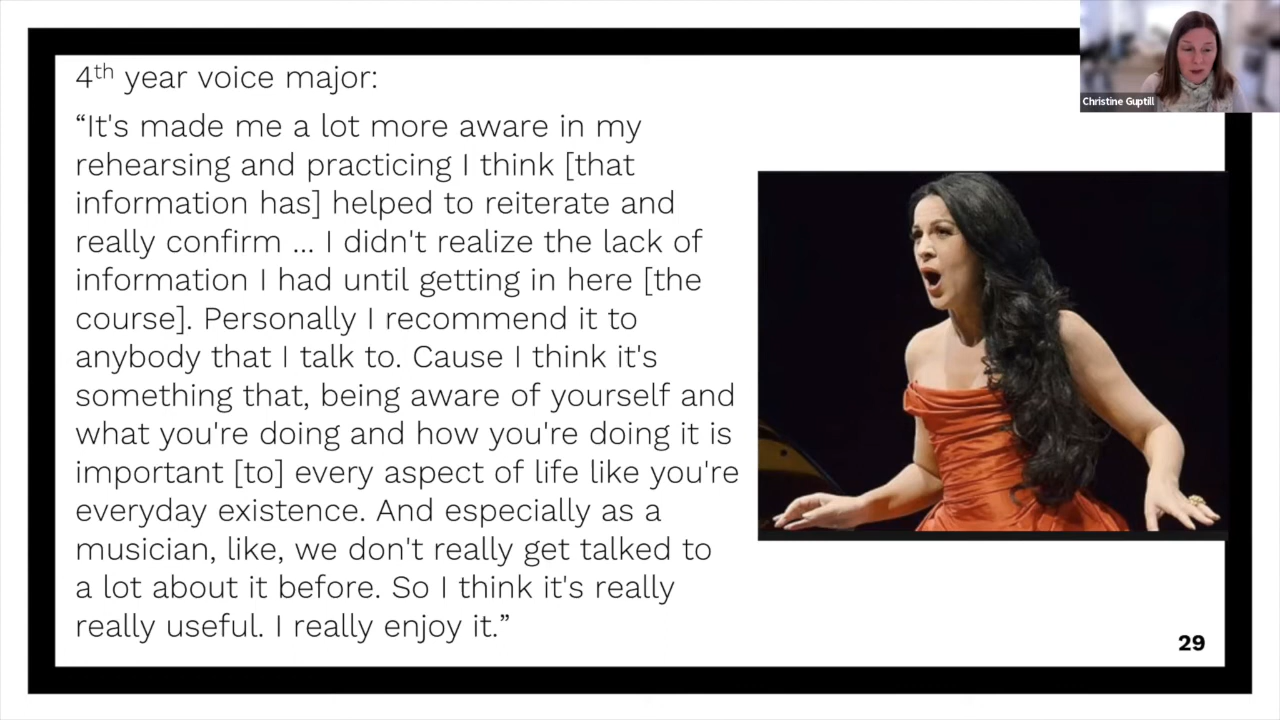 4th year voice major:
“It's made me a lot more aware in my
rehearsing and practicing I think [that
information has] helped to reiterate and
really confirm ... I didn't realize the lack of
information I had until getting in here [the
course]. Personally I recommend it to
anybody that I talk to. Cause I think it's
something that, being aware of yourself and
what you're doing and how you're doing it is
important [to] every aspect of life like you're
everyday existence. And especially as a
musician, like, we don't really get talked to
a lot about it before. So I think it's really
really useful. I really enjoy it.”
Christine Guptill
29